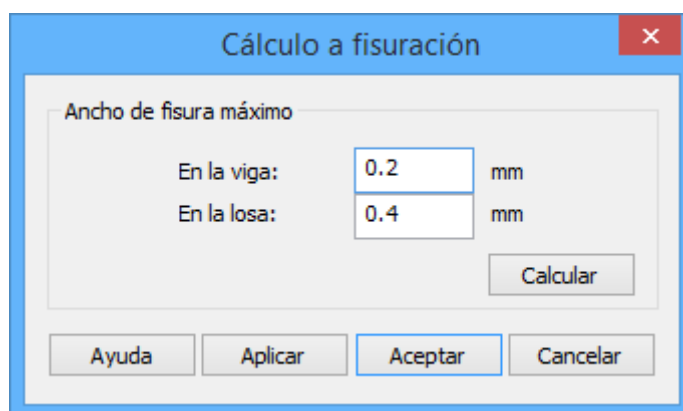 Cálculo a fisuración
Ancho de fisura máximo
En la viga: 0.2 mm
En la losa: 0.4 mm
Calcular
Ayuda Aplicar Aceptar Cancelar